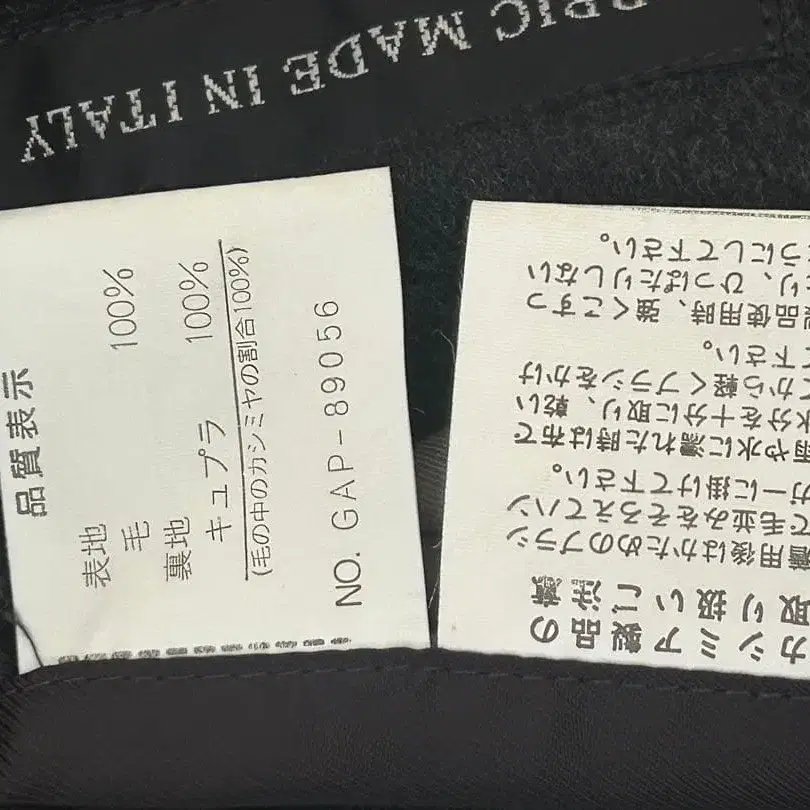 RIC MADE IN ITALY
品質表示
表地
毛 100%
裏地
キュプラ 100%
(毛の中のカシミヤの割合100%)
NO. GAP-89056
カシミア製品の
取り扱いご注意
着用後はかためのブラシ
で毛並みをそろえてハン
ガーに掛けて下さい。
雨や水に濡れた時は布で
水分を十分に取り、乾い
てから軽くブラシをかけ
て下さい。
製品使用時、強くこすっ
たり、ひっぱたりしない
ようにして下さい。